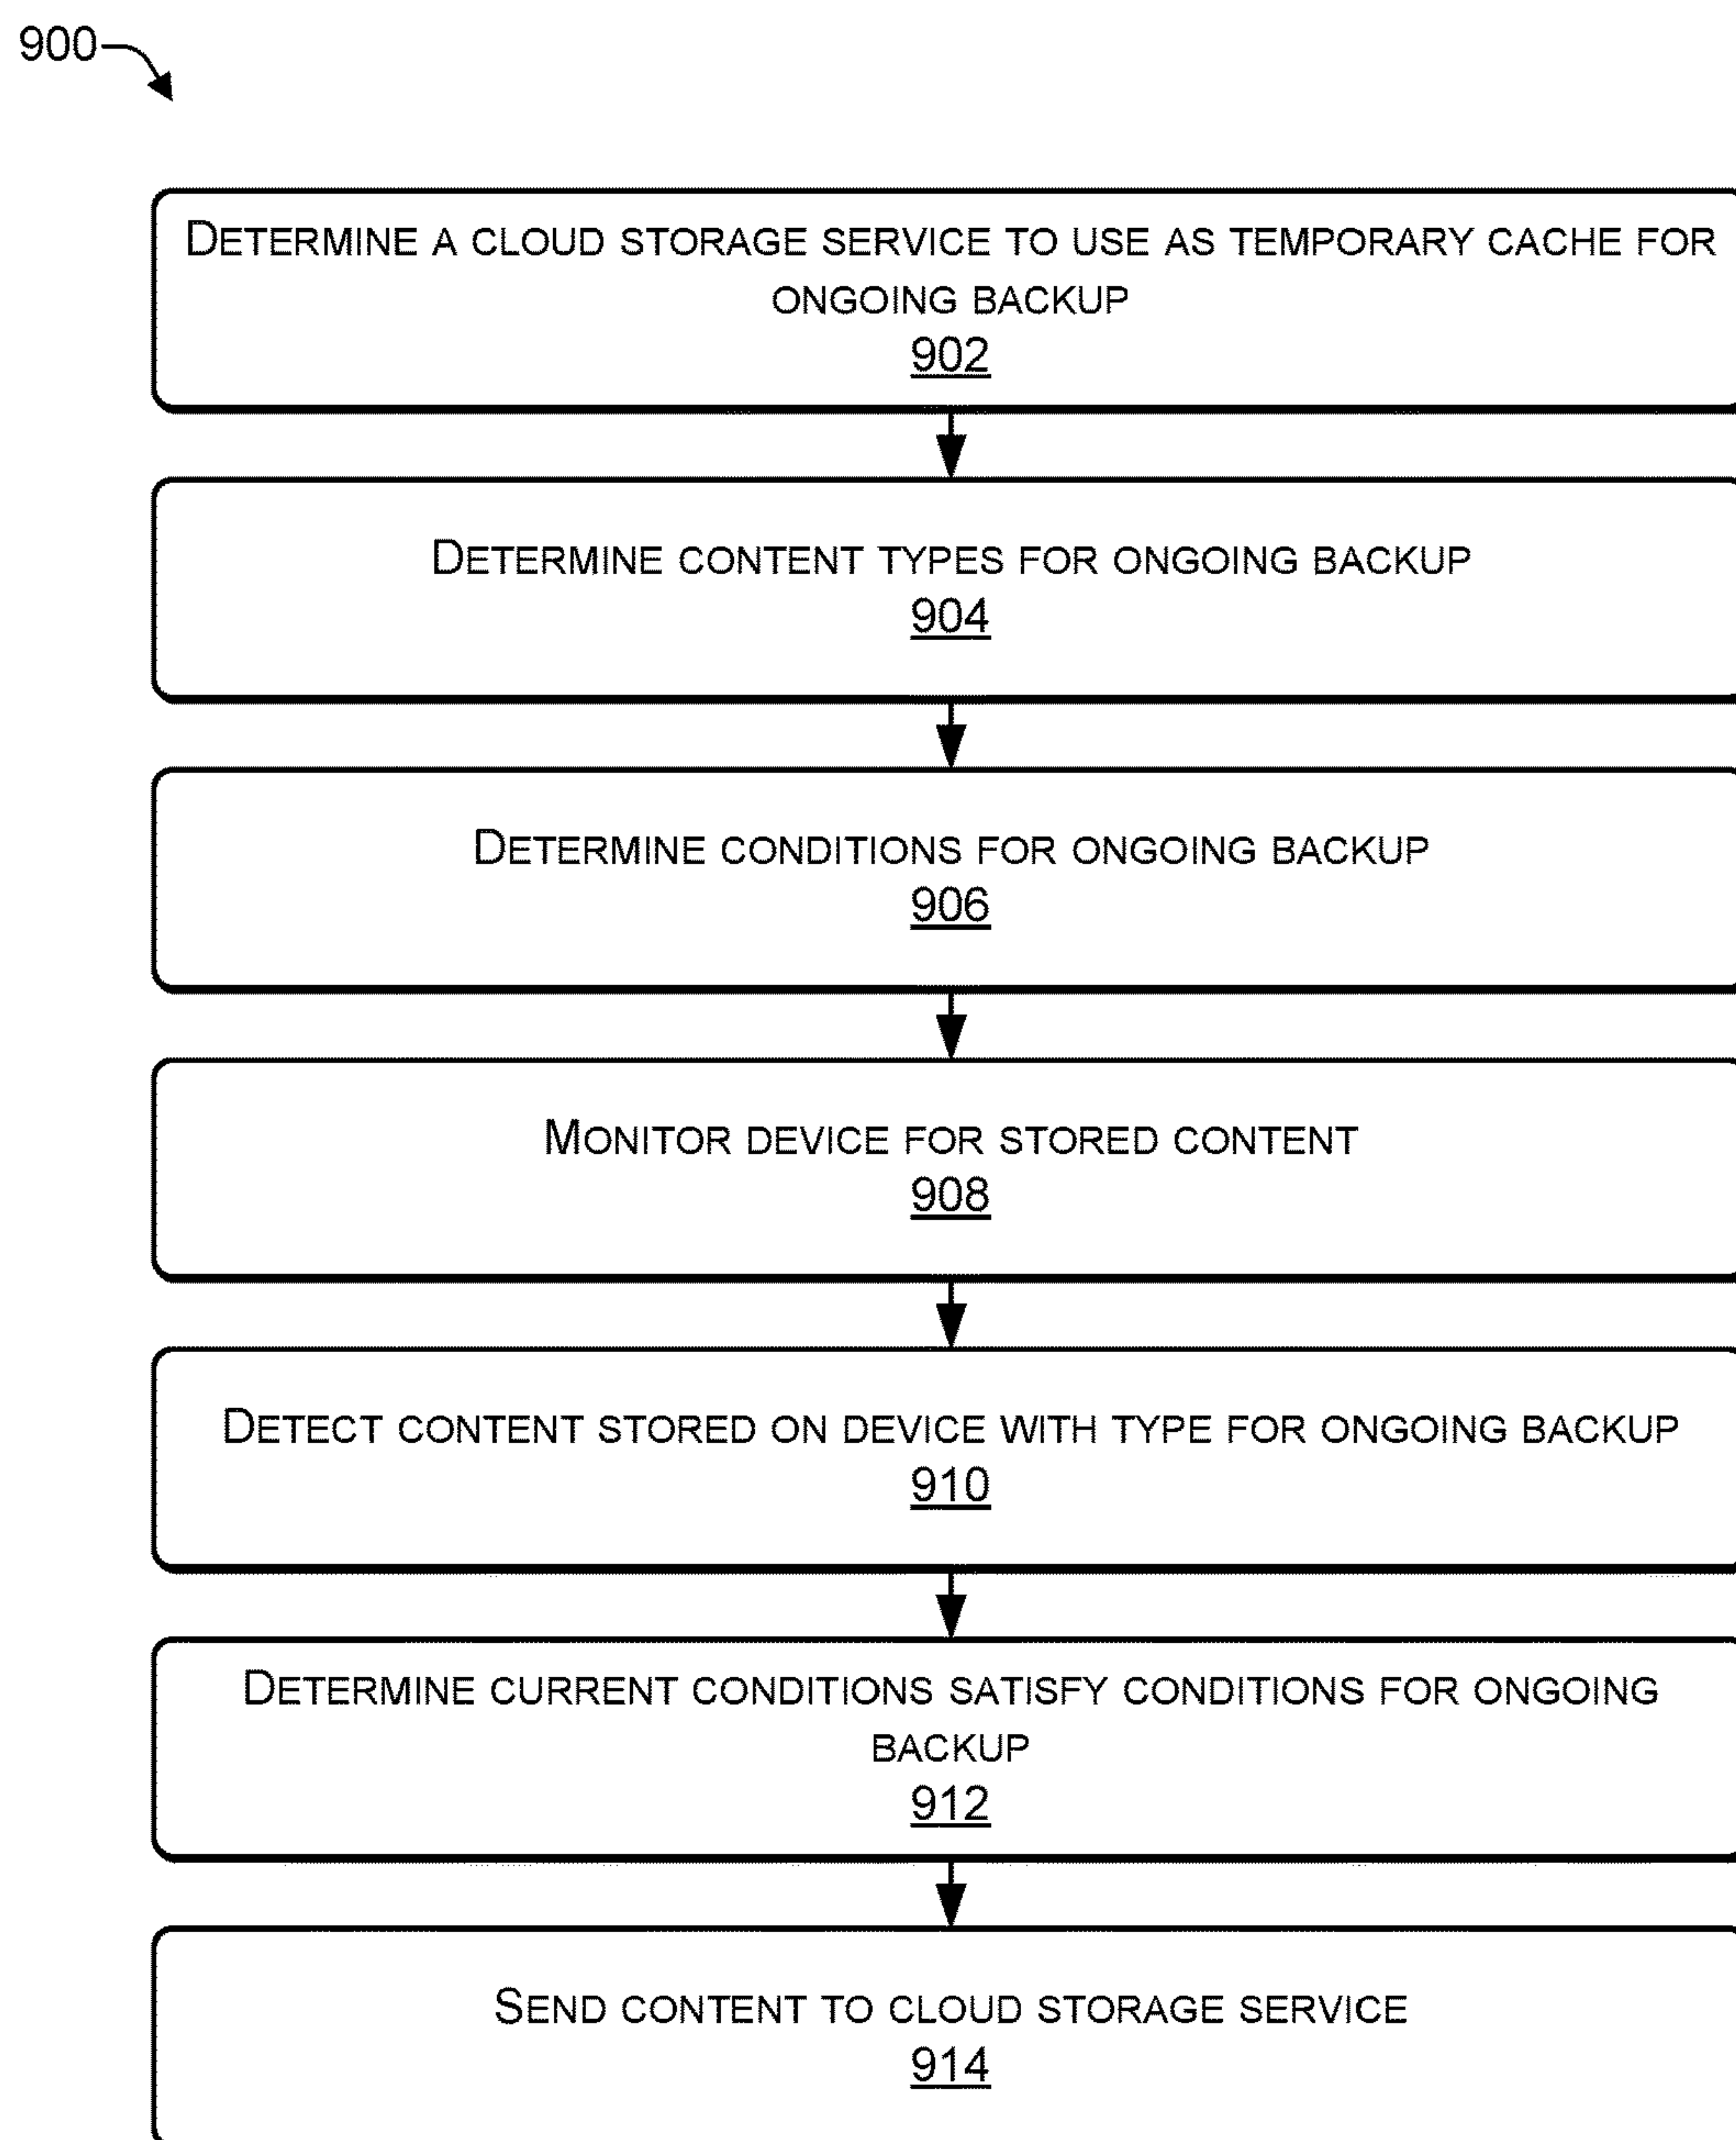 900
DETERMINE A CLOUD STORAGE SERVICE TO USE AS TEMPORARY CACHE FOR
ONGOING BACKUP
902
DETERMINE CONTENT TYPES FOR ONGOING BACKUP
904
DETERMINE CONDITIONS FOR ONGOING BACKUP
906
MONITOR DEVICE FOR STORED CONTENT
908
DETECT CONTENT STORED ON DEVICE WITH TYPE FOR ONGOING BACKUP
910
DETERMINE CURRENT CONDITIONS SATISFY CONDITIONS FOR ONGOING
BACKUP
912
SEND CONTENT TO CLOUD STORAGE SERVICE
914